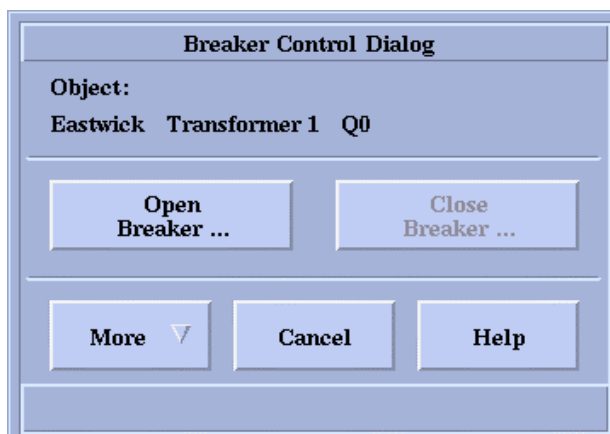 Breaker Control Dialog
Object:
Eastwick Transformer 1 Q0
Open
Breaker ...
Close
Breaker ...
More
Cancel
Help